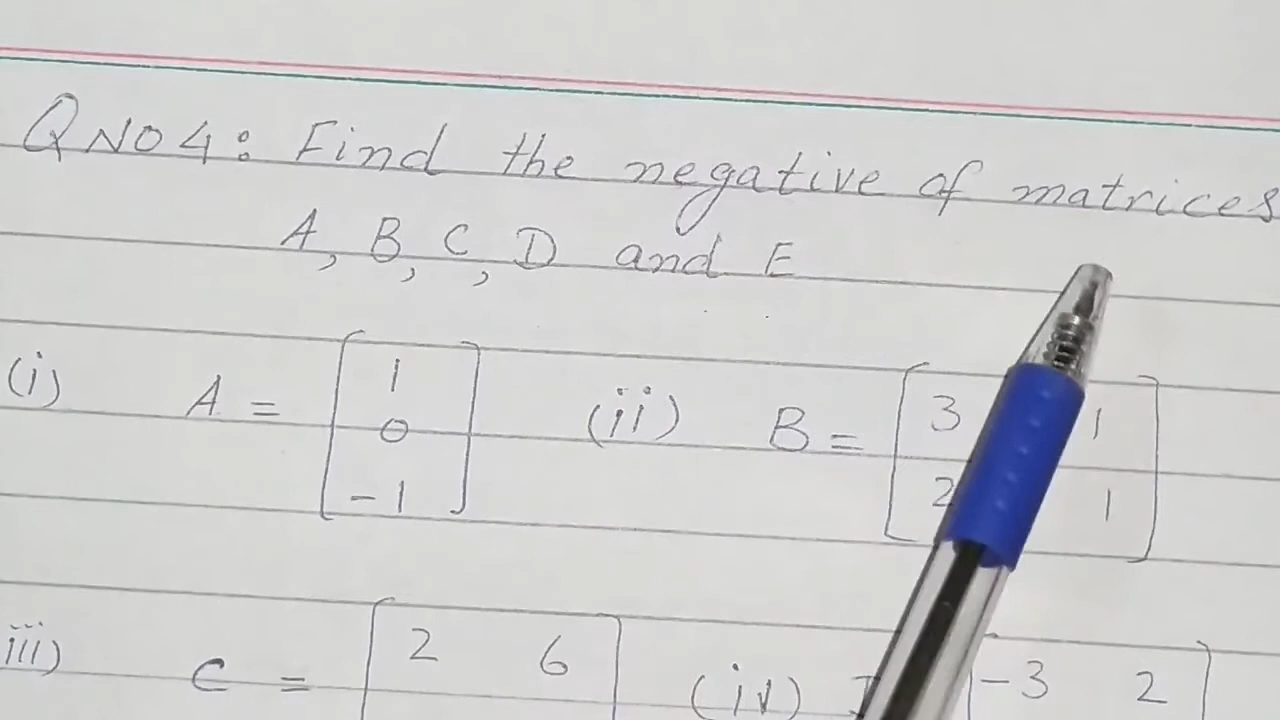 Q NO 4: Find the negative of matrices
A, B, C, D and E
(i) A = [1 (ii) B = [3 1]
0
-1] 2 1
iii) C = [2 6] (iv) [-3 2]